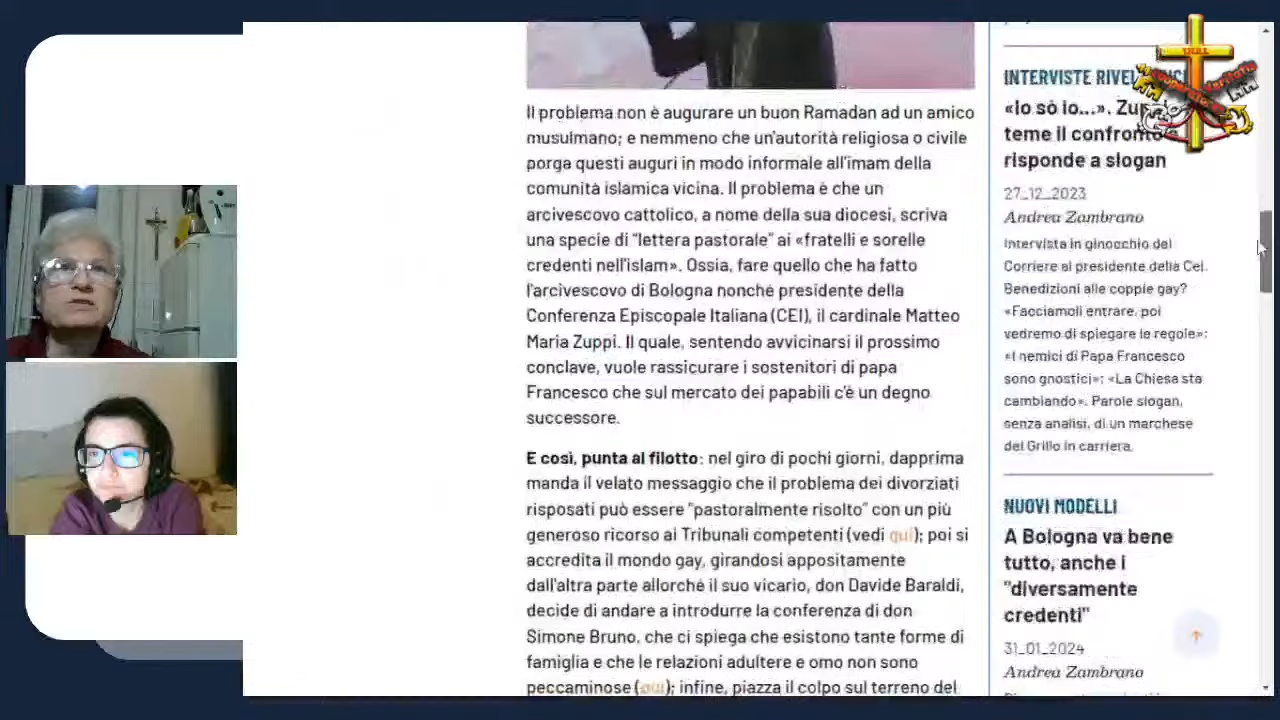 Il problema non è augurare un buon Ramadan ad un amico
musulmano; e nemmeno che un'autorità religiosa o civile
porga questi auguri in modo informale all'imam della
comunità islamica vicina. Il problema è che un
arcivescovo cattolico, a nome della sua diocesi, scriva
una specie di "lettera pastorale" ai «fratelli e sorelle
credenti nell'islam». Ossia, fare quello che ha fatto
l'arcivescovo di Bologna nonché presidente della
Conferenza Episcopale Italiana (CEI), il cardinale Matteo
Maria Zuppi. Il quale, sentendo avvicinarsi il prossimo
conclave, vuole rassicurare i sostenitori di papa
Francesco che sul mercato dei papabili c'è un degno
successore.
E così, punta al filotto: nel giro di pochi giorni, dapprima
manda il velato messaggio che il problema dei divorziati
risposati può essere "pastoralmente risolto" con un più
generoso ricorso ai Tribunali competenti (vedi qui); poi si
accredita il mondo gay, girandosi appositamente
dall'altra parte allorché il suo vicario, don Davide Baraldi,
decide di andare a introdurre la conferenza di don
Simone Bruno, che ci spiega che esistono tante forme di
famiglia e che le relazioni adultere e omo non sono
peccaminose (qui); infine, piazza il colpo sul terreno del
INTERVISTE
«Io sò io...».
teme il confronto
risponde a slogan
27_12_2023
Andrea Zambrano
Intervista in ginocchio del
Corriere al presidente della Cei.
Benedizioni alle coppie gay?
«Facciamoli entrare, poi
vedremo di spiegare le regole»;
«I nemici di Papa Francesco
sono gnostici»; «La Chiesa sta
cambiando». Parole slogan,
senza analisi, di un marchese
del Grillo in carriera.
NUOVI MODELLI
A Bologna va bene
tutto, anche i
"diversamente
credenti"
31_01_2024
Andrea Zambrano